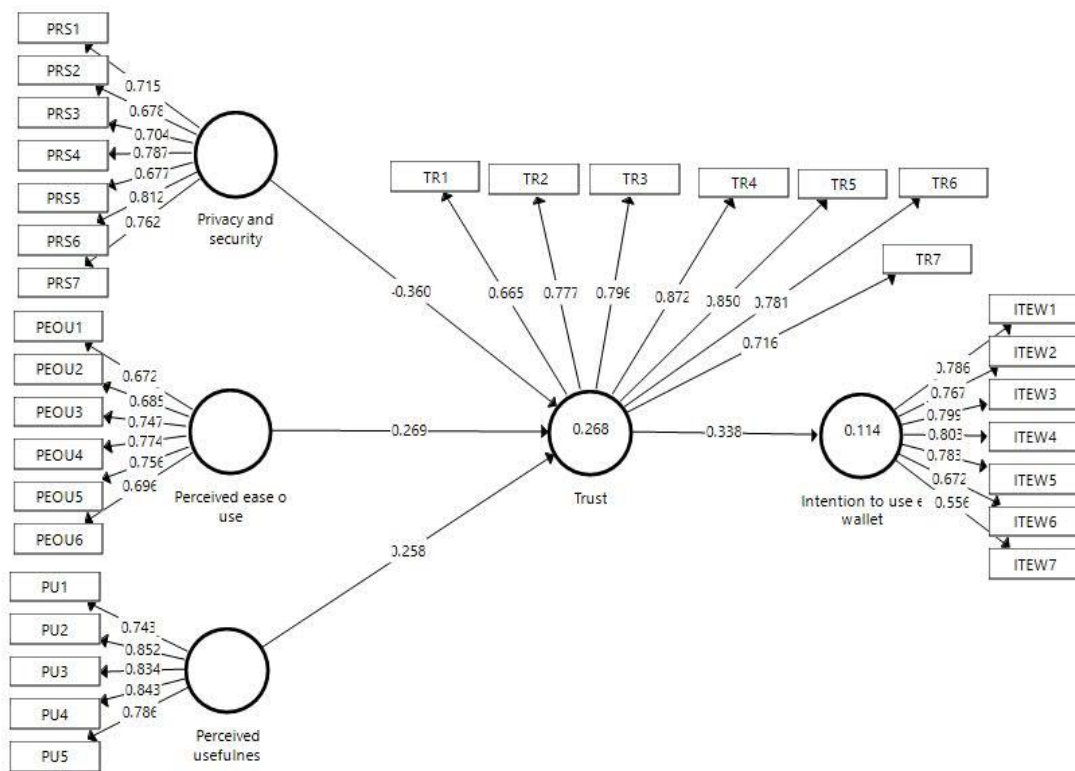 PRS1
PRS2
PRS3
PRS4
PRS5
PRS6
PRS7
0.715
0.678
0.704
0.787
0.677
0.812
0.762
Privacy and
security
PEOU1
PEOU2
PEOU3
PEOU4
PEOU5
PEOU6
0.672
0.685
0.747
0.774
0.756
0.696
Perceived ease o
use
PU1
PU2
PU3
PU4
PU5
0.743
0.852
0.834
0.843
0.786
Perceived
usefulnes
-0.360
0.269
0.258
TR1
TR2
TR3
TR4
TR5
TR6
TR7
0.665
0.777
0.796
0.872
0.850
0.781
0.716
0.268
Trust
0.338
0.114
Intention to use e
wallet
ITEW1
ITEW2
ITEW3
ITEW4
ITEW5
ITEW6
ITEW7
0.786
0.767
0.799
0.803
0.783
0.672
0.556